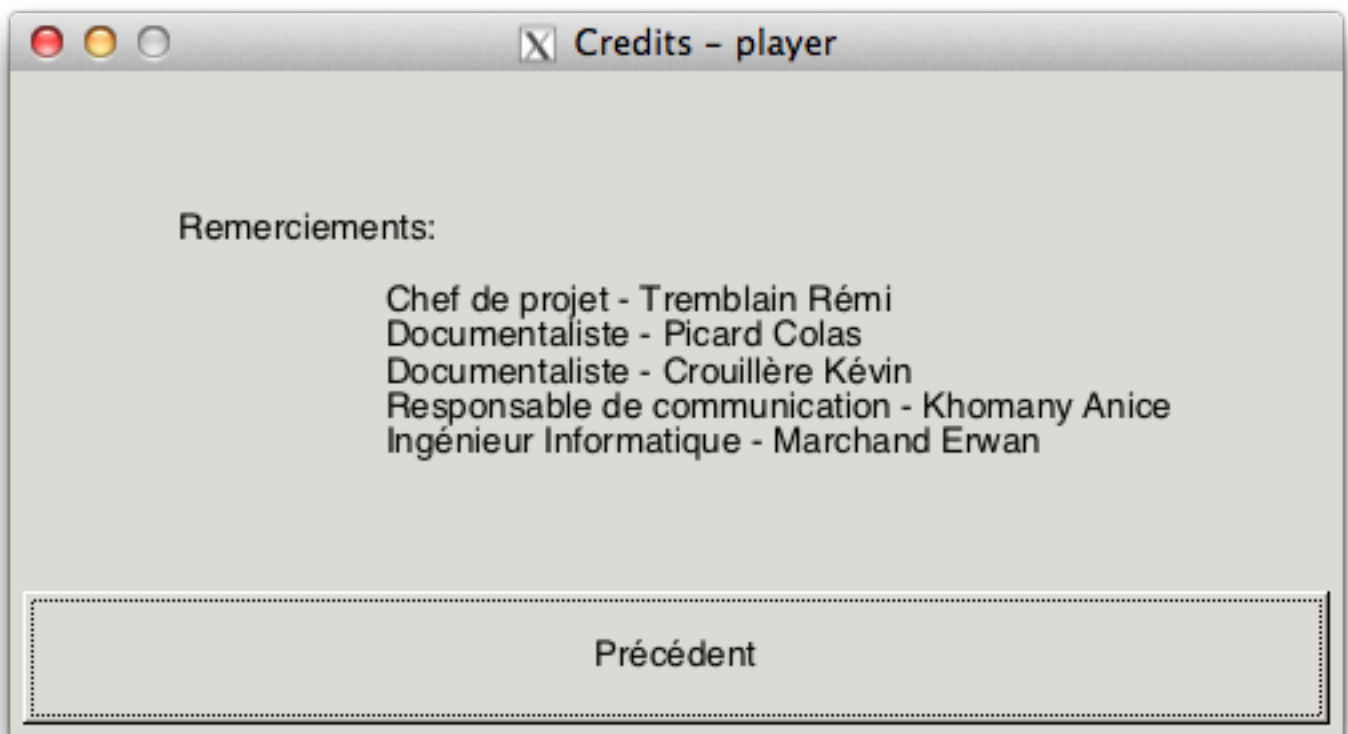 Credits – player
Remerciements:
Chef de projet - Tremblain Rémi
Documentaliste - Picard Colas
Documentaliste - Crouillère Kévin
Responsable de communication - Khomany Anice
Ingénieur Informatique - Marchand Erwan
Précédent